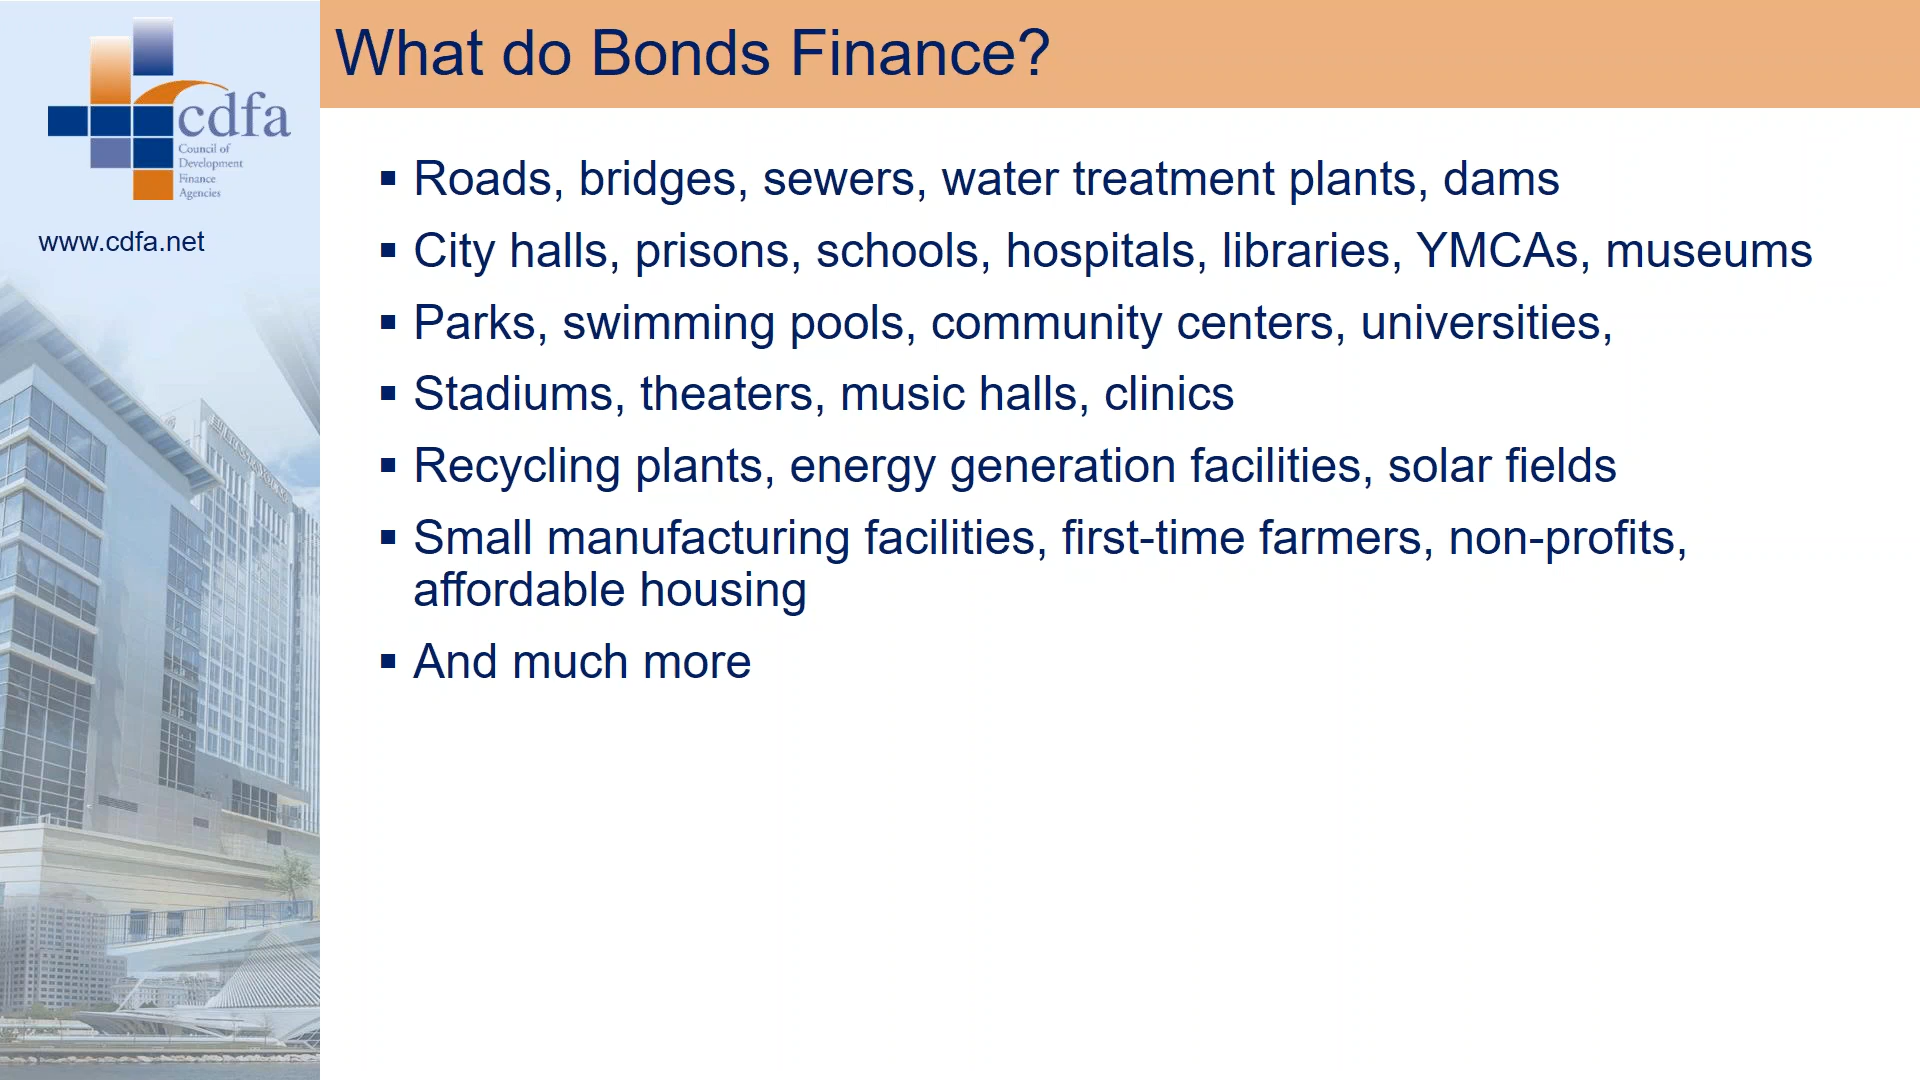 What do Bonds Finance?
cdfa
Council of
Development
Finance
Agencies
www.cdfa.net
▪ Roads, bridges, sewers, water treatment plants, dams
▪ City halls, prisons, schools, hospitals, libraries, YMCAs, museums
▪ Parks, swimming pools, community centers, universities,
▪ Stadiums, theaters, music halls, clinics
▪ Recycling plants, energy generation facilities, solar fields
▪ Small manufacturing facilities, first-time farmers, non-profits,
affordable housing
▪ And much more